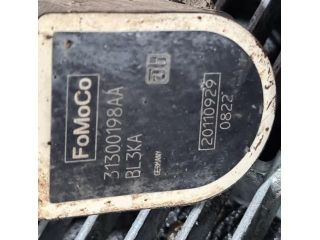 FoMoCo
31300198AA
BL3KA
GERMANY
20110929
0822